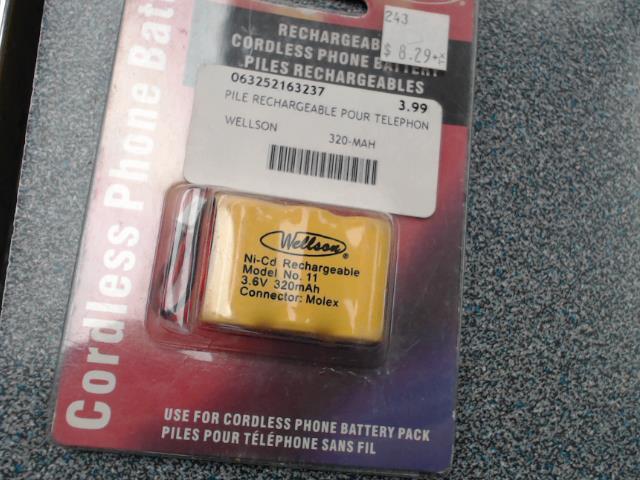 Cordless Phone
RECHARGEABLE
CORDLESS PHONE BATTERY
PILES RECHARGEABLES
243
$ 8.29
063252163237
3.99
PILE RECHARGEABLE POUR TELEPHON
WELLSON 320-MAH
Wellson®
Ni-Cd Rechargeable
Model No. 11
3.6V 320mAh
Connector: Molex
USE FOR CORDLESS PHONE BATTERY PACK
PILES POUR TÉLÉPHONE SANS FIL